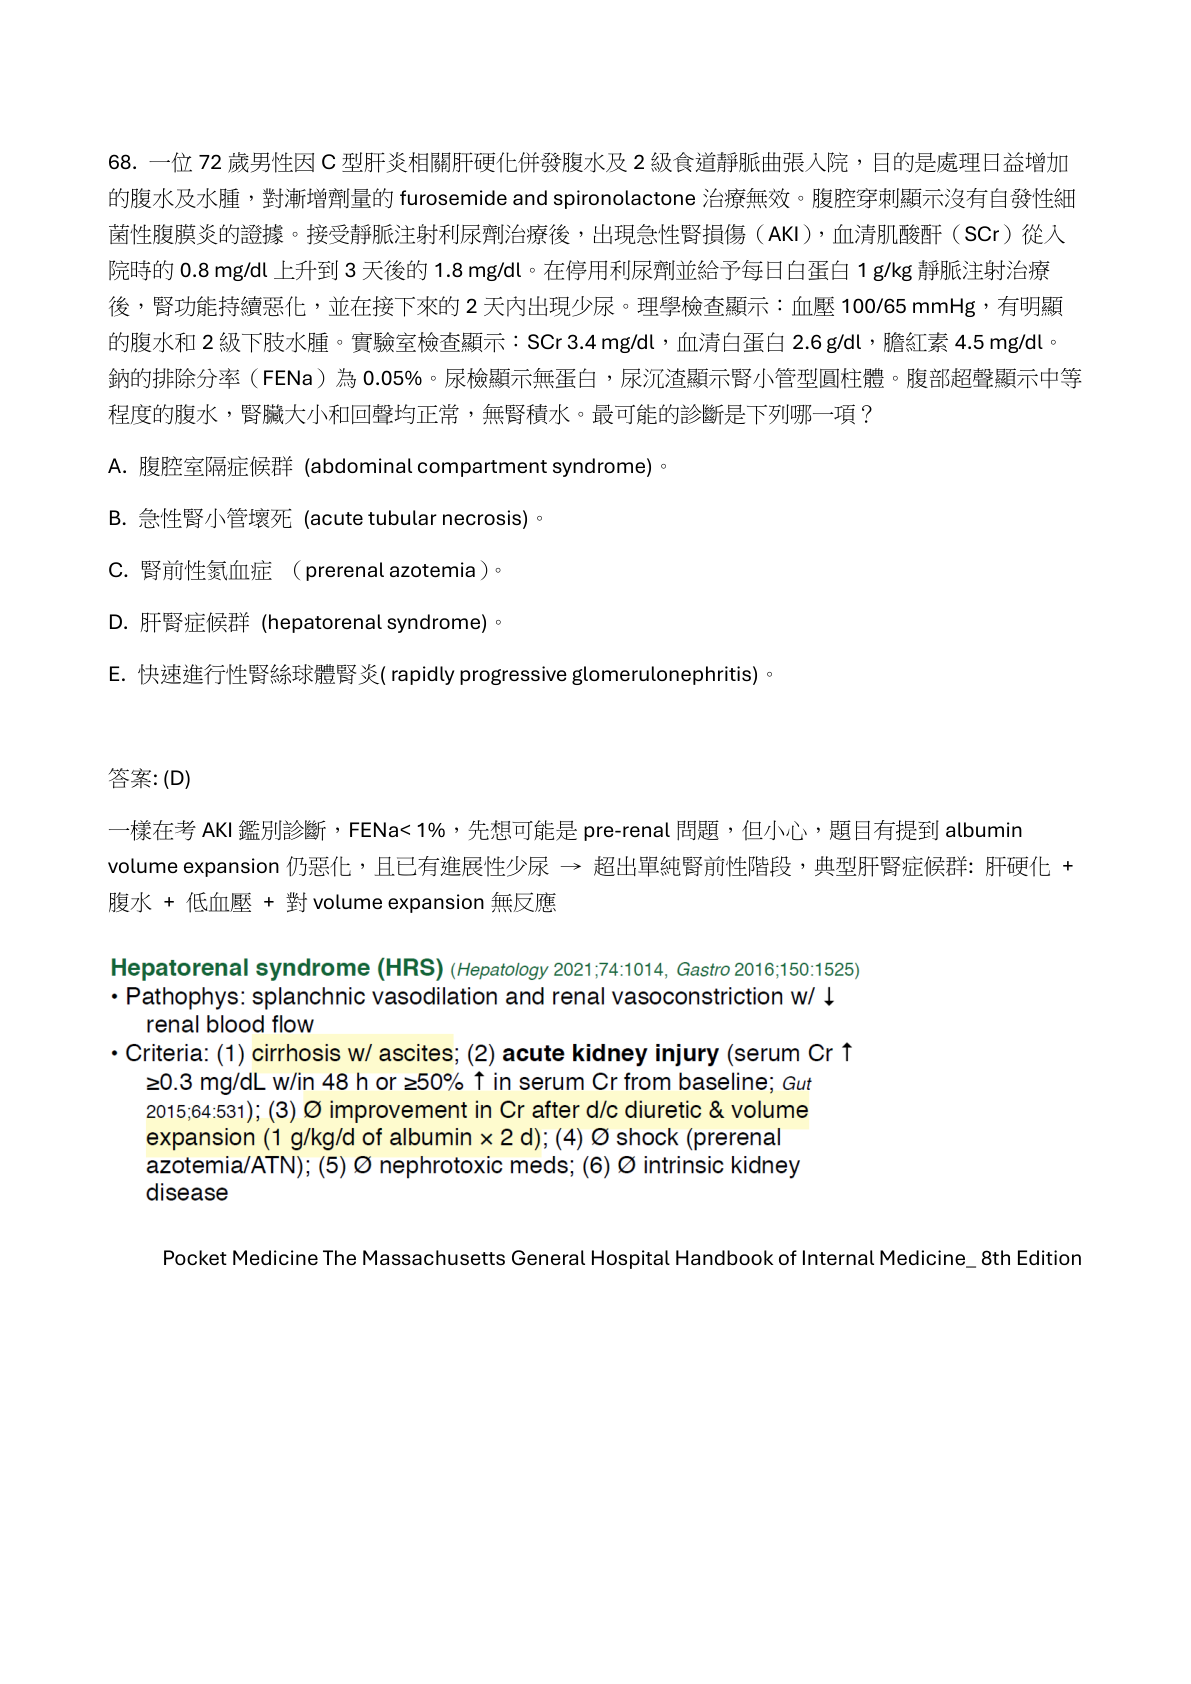 68. 一位 72 歲男性因 C 型肝炎相關肝硬化併發腹水及 2 級食道靜脈曲張入院，目的是處理日益增加
的腹水及水腫，對漸增劑量的 furosemide and spironolactone 治療無效。腹腔穿刺顯示沒有自發性細
菌性腹膜炎的證據。接受靜脈注射利尿劑治療後，出現急性腎損傷（AKI），血清肌酸酐（SCr）從入
院時的 0.8 mg/dl 上升到 3 天後的 1.8 mg/dl。在停用利尿劑並給予每日白蛋白 1 g/kg 靜脈注射治療
後，腎功能持續惡化，並在接下來的 2 天內出現少尿。理學檢查顯示：血壓 100/65 mmHg，有明顯
的腹水和 2 級下肢水腫。實驗室檢查顯示：SCr 3.4 mg/dl，血清白蛋白 2.6 g/dl，膽紅素 4.5 mg/dl。
鈉的排除分率（FENa）為 0.05%。尿檢顯示無蛋白，尿沉渣顯示腎小管型圓柱體。腹部超聲顯示中等
程度的腹水，腎臟大小和回聲均正常，無腎積水。最可能的診斷是下列哪一項？
A. 腹腔室隔症候群 (abdominal compartment syndrome)。
B. 急性腎小管壞死 (acute tubular necrosis)。
C. 腎前性氮血症 （prerenal azotemia）。
D. 肝腎症候群 (hepatorenal syndrome)。
E. 快速進行性腎絲球體腎炎( rapidly progressive glomerulonephritis)。
答案: (D)
一樣在考 AKI 鑑別診斷，FENa< 1%，先想可能是 pre-renal 問題，但小心，題目有提到 albumin
volume expansion 仍惡化，且已有進展性少尿 → 超出單純腎前性階段，典型肝腎症候群: 肝硬化 +
腹水 + 低血壓 + 對 volume expansion 無反應
Hepatorenal syndrome (HRS) (Hepatology 2021;74:1014, Gastro 2016;150:1525)
• Pathophys: splanchnic vasodilation and renal vasoconstriction w/ ↓
renal blood flow
• Criteria: (1) cirrhosis w/ ascites; (2) acute kidney injury (serum Cr ↑
≥0.3 mg/dL w/in 48 h or ≥50% ↑ in serum Cr from baseline; Gut
2015;64:531); (3) Ø improvement in Cr after d/c diuretic & volume
expansion (1 g/kg/d of albumin × 2 d); (4) Ø shock (prerenal
azotemia/ATN); (5) Ø nephrotoxic meds; (6) Ø intrinsic kidney
disease
Pocket Medicine The Massachusetts General Hospital Handbook of Internal Medicine_ 8th Edition